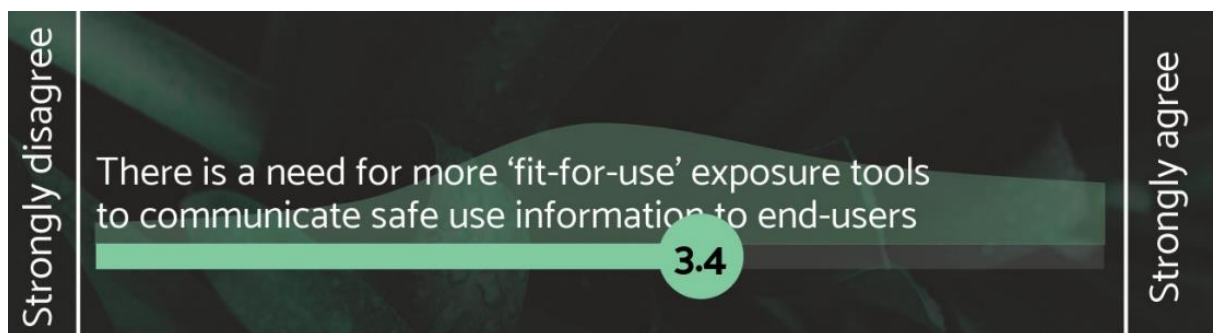 Strongly disagree
There is a need for more ‘fit-for-use’ exposure tools
to communicate safe use information to end-users
3.4
Strongly agree